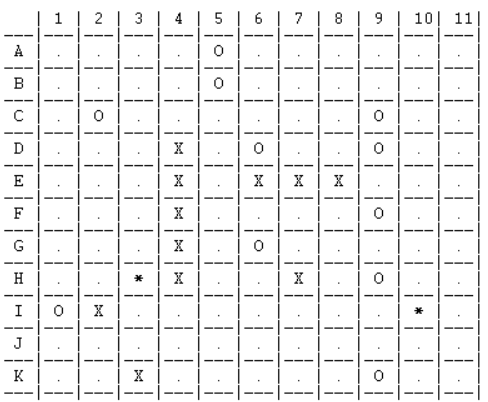 | 1 | 2 | 3 | 4 | 5 | 6 | 7 | 8 | 9 | 10| 11|
A | . | . | . | . | O | . | . | . | . | . | . |
B | . | . | . | . | O | . | . | . | . | . | . |
C | . | O | . | . | . | . | . | . | O | . | . |
D | . | . | . | X | . | O | . | . | O | . | . |
E | . | . | . | X | . | X | X | X | . | . | . |
F | . | . | . | X | . | . | . | . | O | . | . |
G | . | . | . | X | . | O | . | . | . | . | . |
H | . | . | * | X | . | . | X | . | O | . | . |
I | O | X | . | . | . | . | . | . | . | * | . |
J | . | . | . | . | . | . | . | . | . | . | . |
K | . | . | X | . | . | . | . | . | O | . | . |